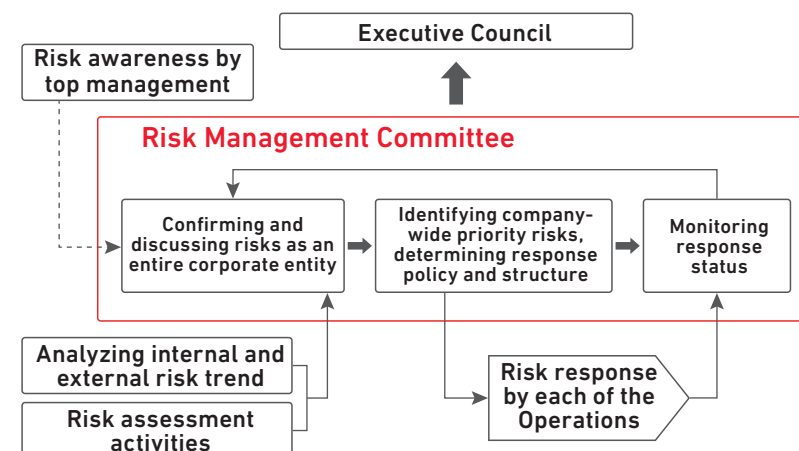 Executive Council
Risk awareness by
top management
Risk Management Committee
Confirming and
discussing risks as an
entire corporate entity
Identifying company-
wide priority risks,
determining response
policy and structure
Monitoring
response
status
Analyzing internal and
external risk trend
Risk assessment
activities
Risk response
by each of the
Operations